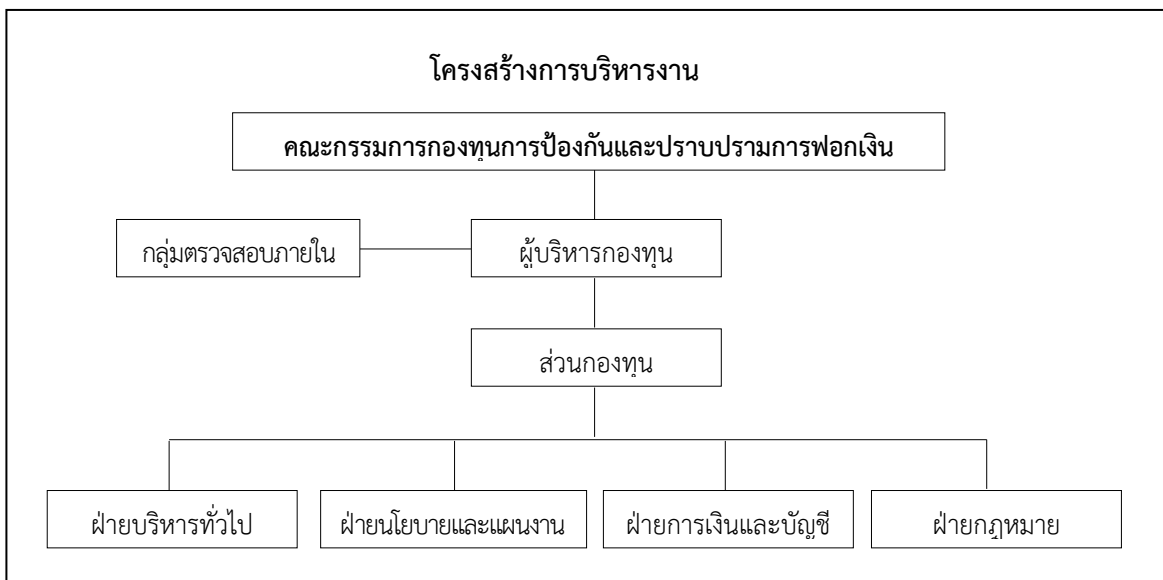 โครงสร้างการบริหารงาน
คณะกรรมการกองทุนการป้องกันและปราบปรามการฟอกเงิน
กลุ่มตรวจสอบภายใน
ผู้บริหารกองทุน
ส่วนกองทุน
ฝ่ายบริหารทั่วไป
ฝ่ายนโยบายและแผนงาน
ฝ่ายการเงินและบัญชี
ฝ่ายกฎหมาย